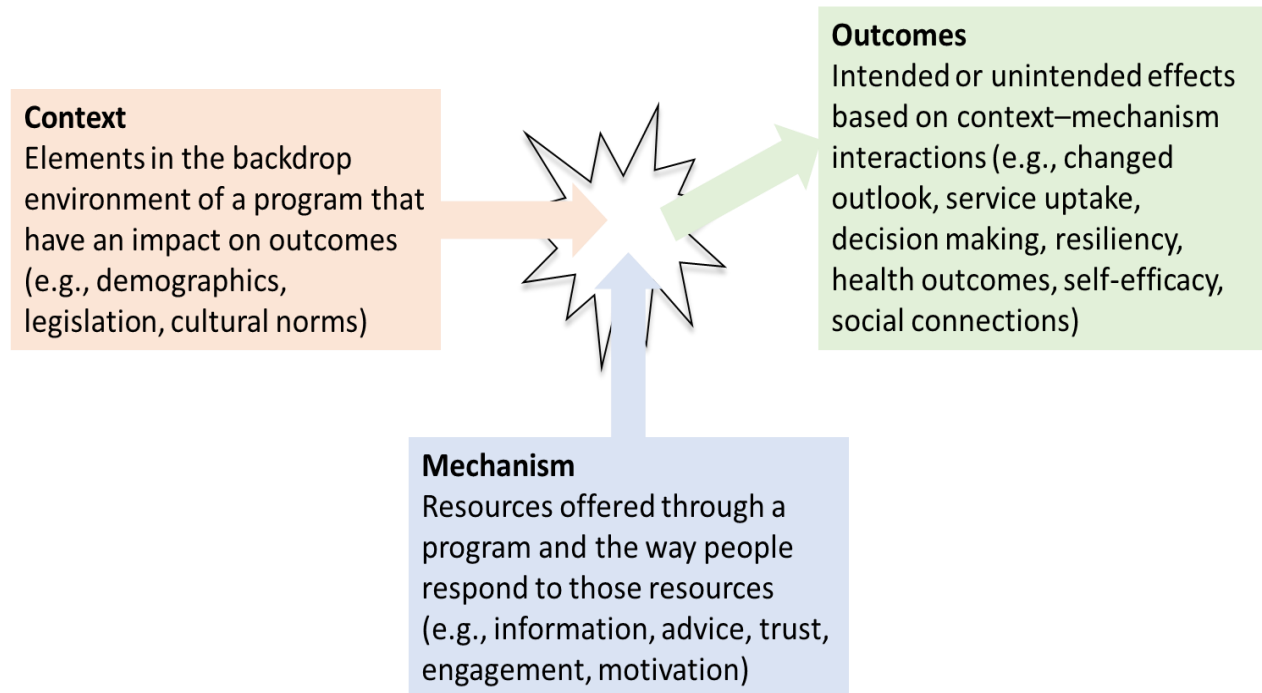 Context
Elements in the backdrop
environment of a program that
have an impact on outcomes
(e.g., demographics,
legislation, cultural norms)
Outcomes
Intended or unintended effects
based on context–mechanism
interactions (e.g., changed
outlook, service uptake,
decision making, resiliency,
health outcomes, self-efficacy,
social connections)
Mechanism
Resources offered through a
program and the way people
respond to those resources
(e.g., information, advice, trust,
engagement, motivation)